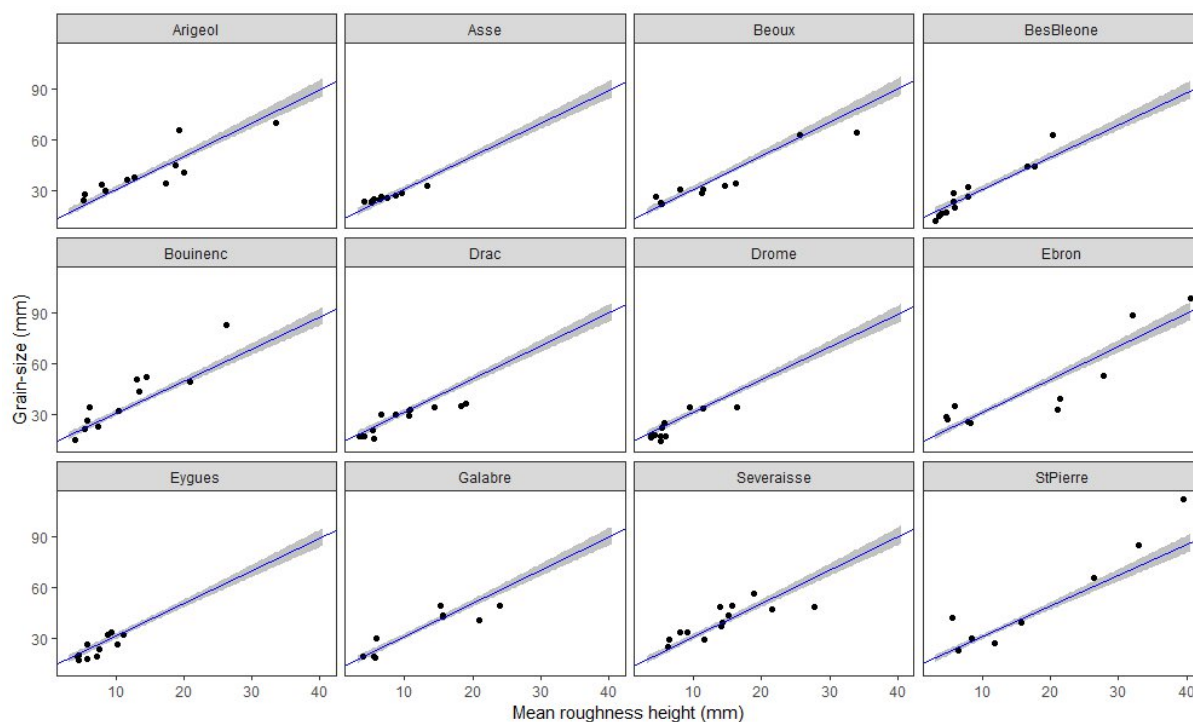 Arigeol Asse Beoux BesBleone
90
60
30
Bouinenc Drac Drome Ebron
Grain-size (mm)
90
60
30
Eygues Galabre Severaisse StPierre
90
60
30
10 20 30 40 10 20 30 40 10 20 30 40 10 20 30 40
Mean roughness height (mm)